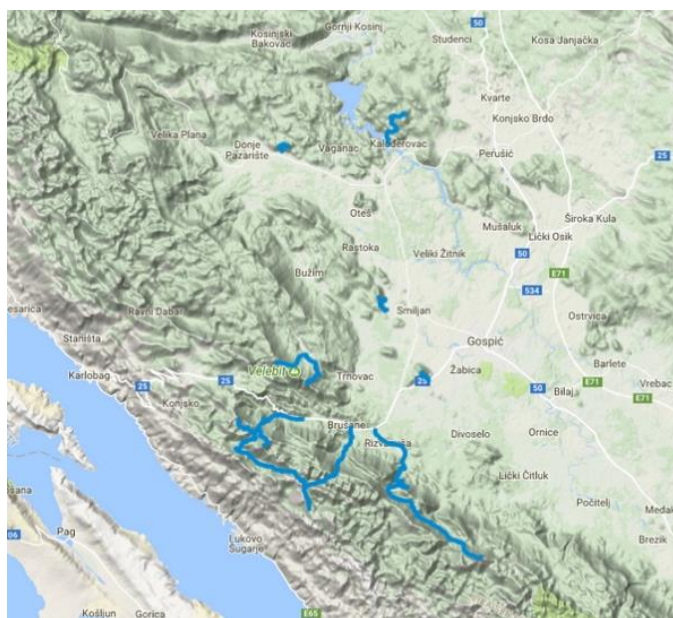 Gornji Kosinj
Kosinjski
Bakovac
Studenci
50
Kosa Janjačka
Kvarte
Konjsko Brdo
Velika Plana
Donje
Pazarište
Vaganac
Kaluđerovac
Perušić
25
Oteš
Široka Kula
Mušaluk
Lički Osik
Rastoka
Veliki Žitnik
50
E71
Bužim
534
Ravni Dabar
Smiljan
Ostrvica
Staništa
Gospić
Karlobag
25
25
Velebit
Trnovac
25
Žabica
Barlete
E71
Vrebac
50
Bilaj
E71
Konjsko
Brušane
Rizvanuša
Divoselo
Ornice
Lički Čitluk
Počitelj
Pag
06
Lukovo
Šugarje
Brezik
Košljun
Gorica
E65